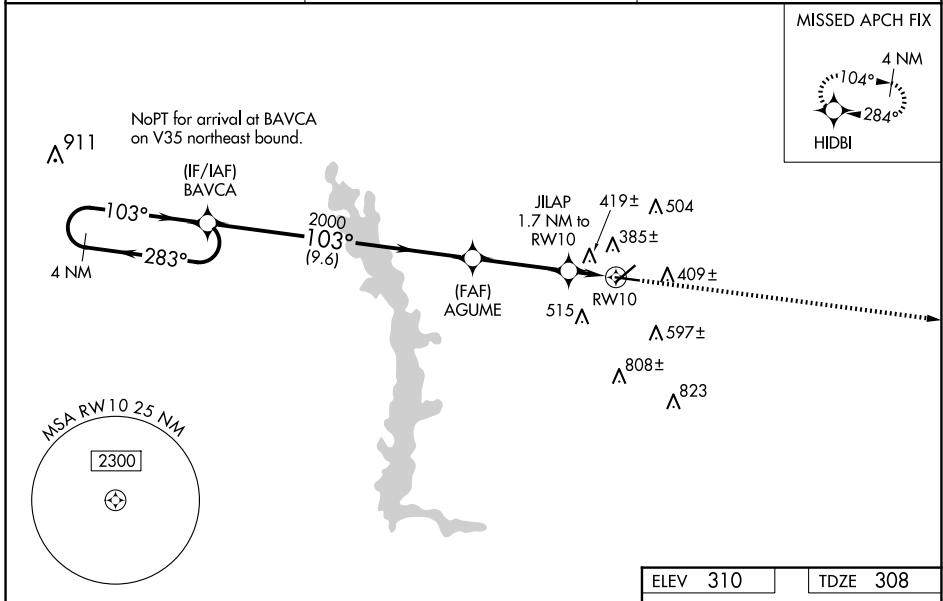 MISSED APCH FIX
4 NM
104°
284°
HIDBI
NoPT for arrival at BAVCA
on V35 northeast bound.
911
(IF/IAF)
BAVCA
103°
283°
4 NM
2000
103°
(9.6)
(FAF)
AGUME
JILAP
1.7 NM to
RW10
419±
504
385±
409±
RW10
515
597±
808±
823
MSA RW10 25 NM
2300
ELEV 310
TDZE 308